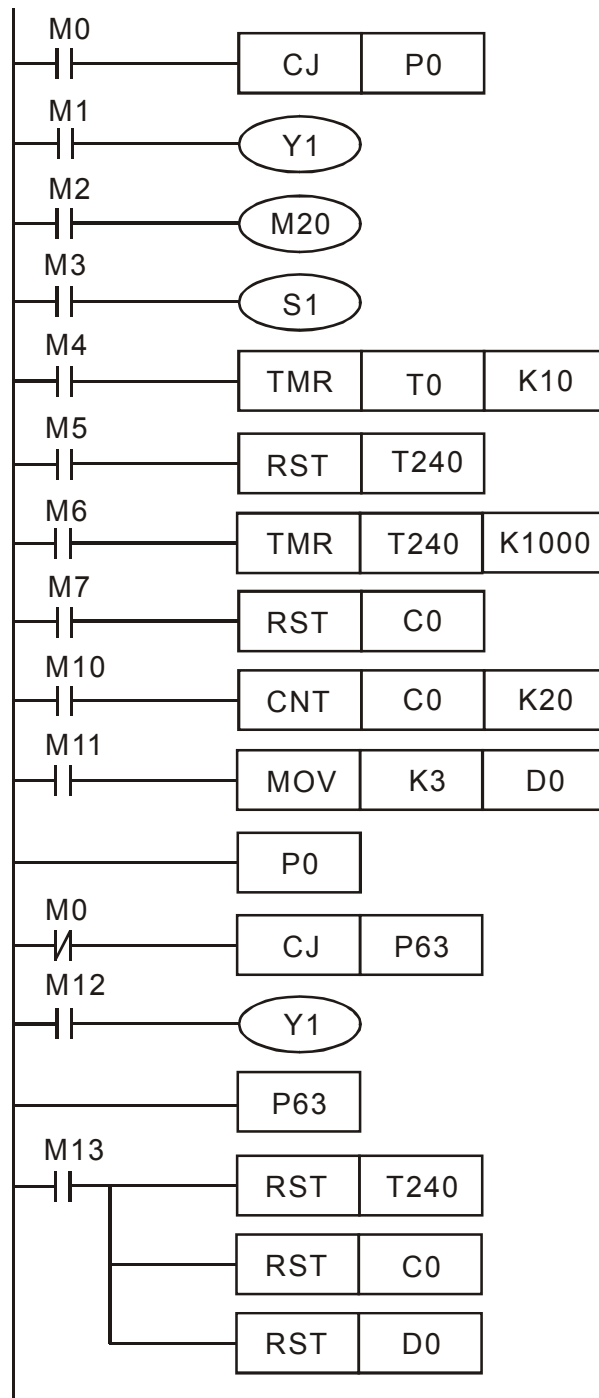 M0
CJ P0
M1
Y1
M2
M20
M3
S1
M4
TMR T0 K10
M5
RST T240
M6
TMR T240 K1000
M7
RST C0
M10
CNT C0 K20
M11
MOV K3 D0
P0
M0
CJ P63
M12
Y1
P63
M13
RST T240
RST C0
RST D0